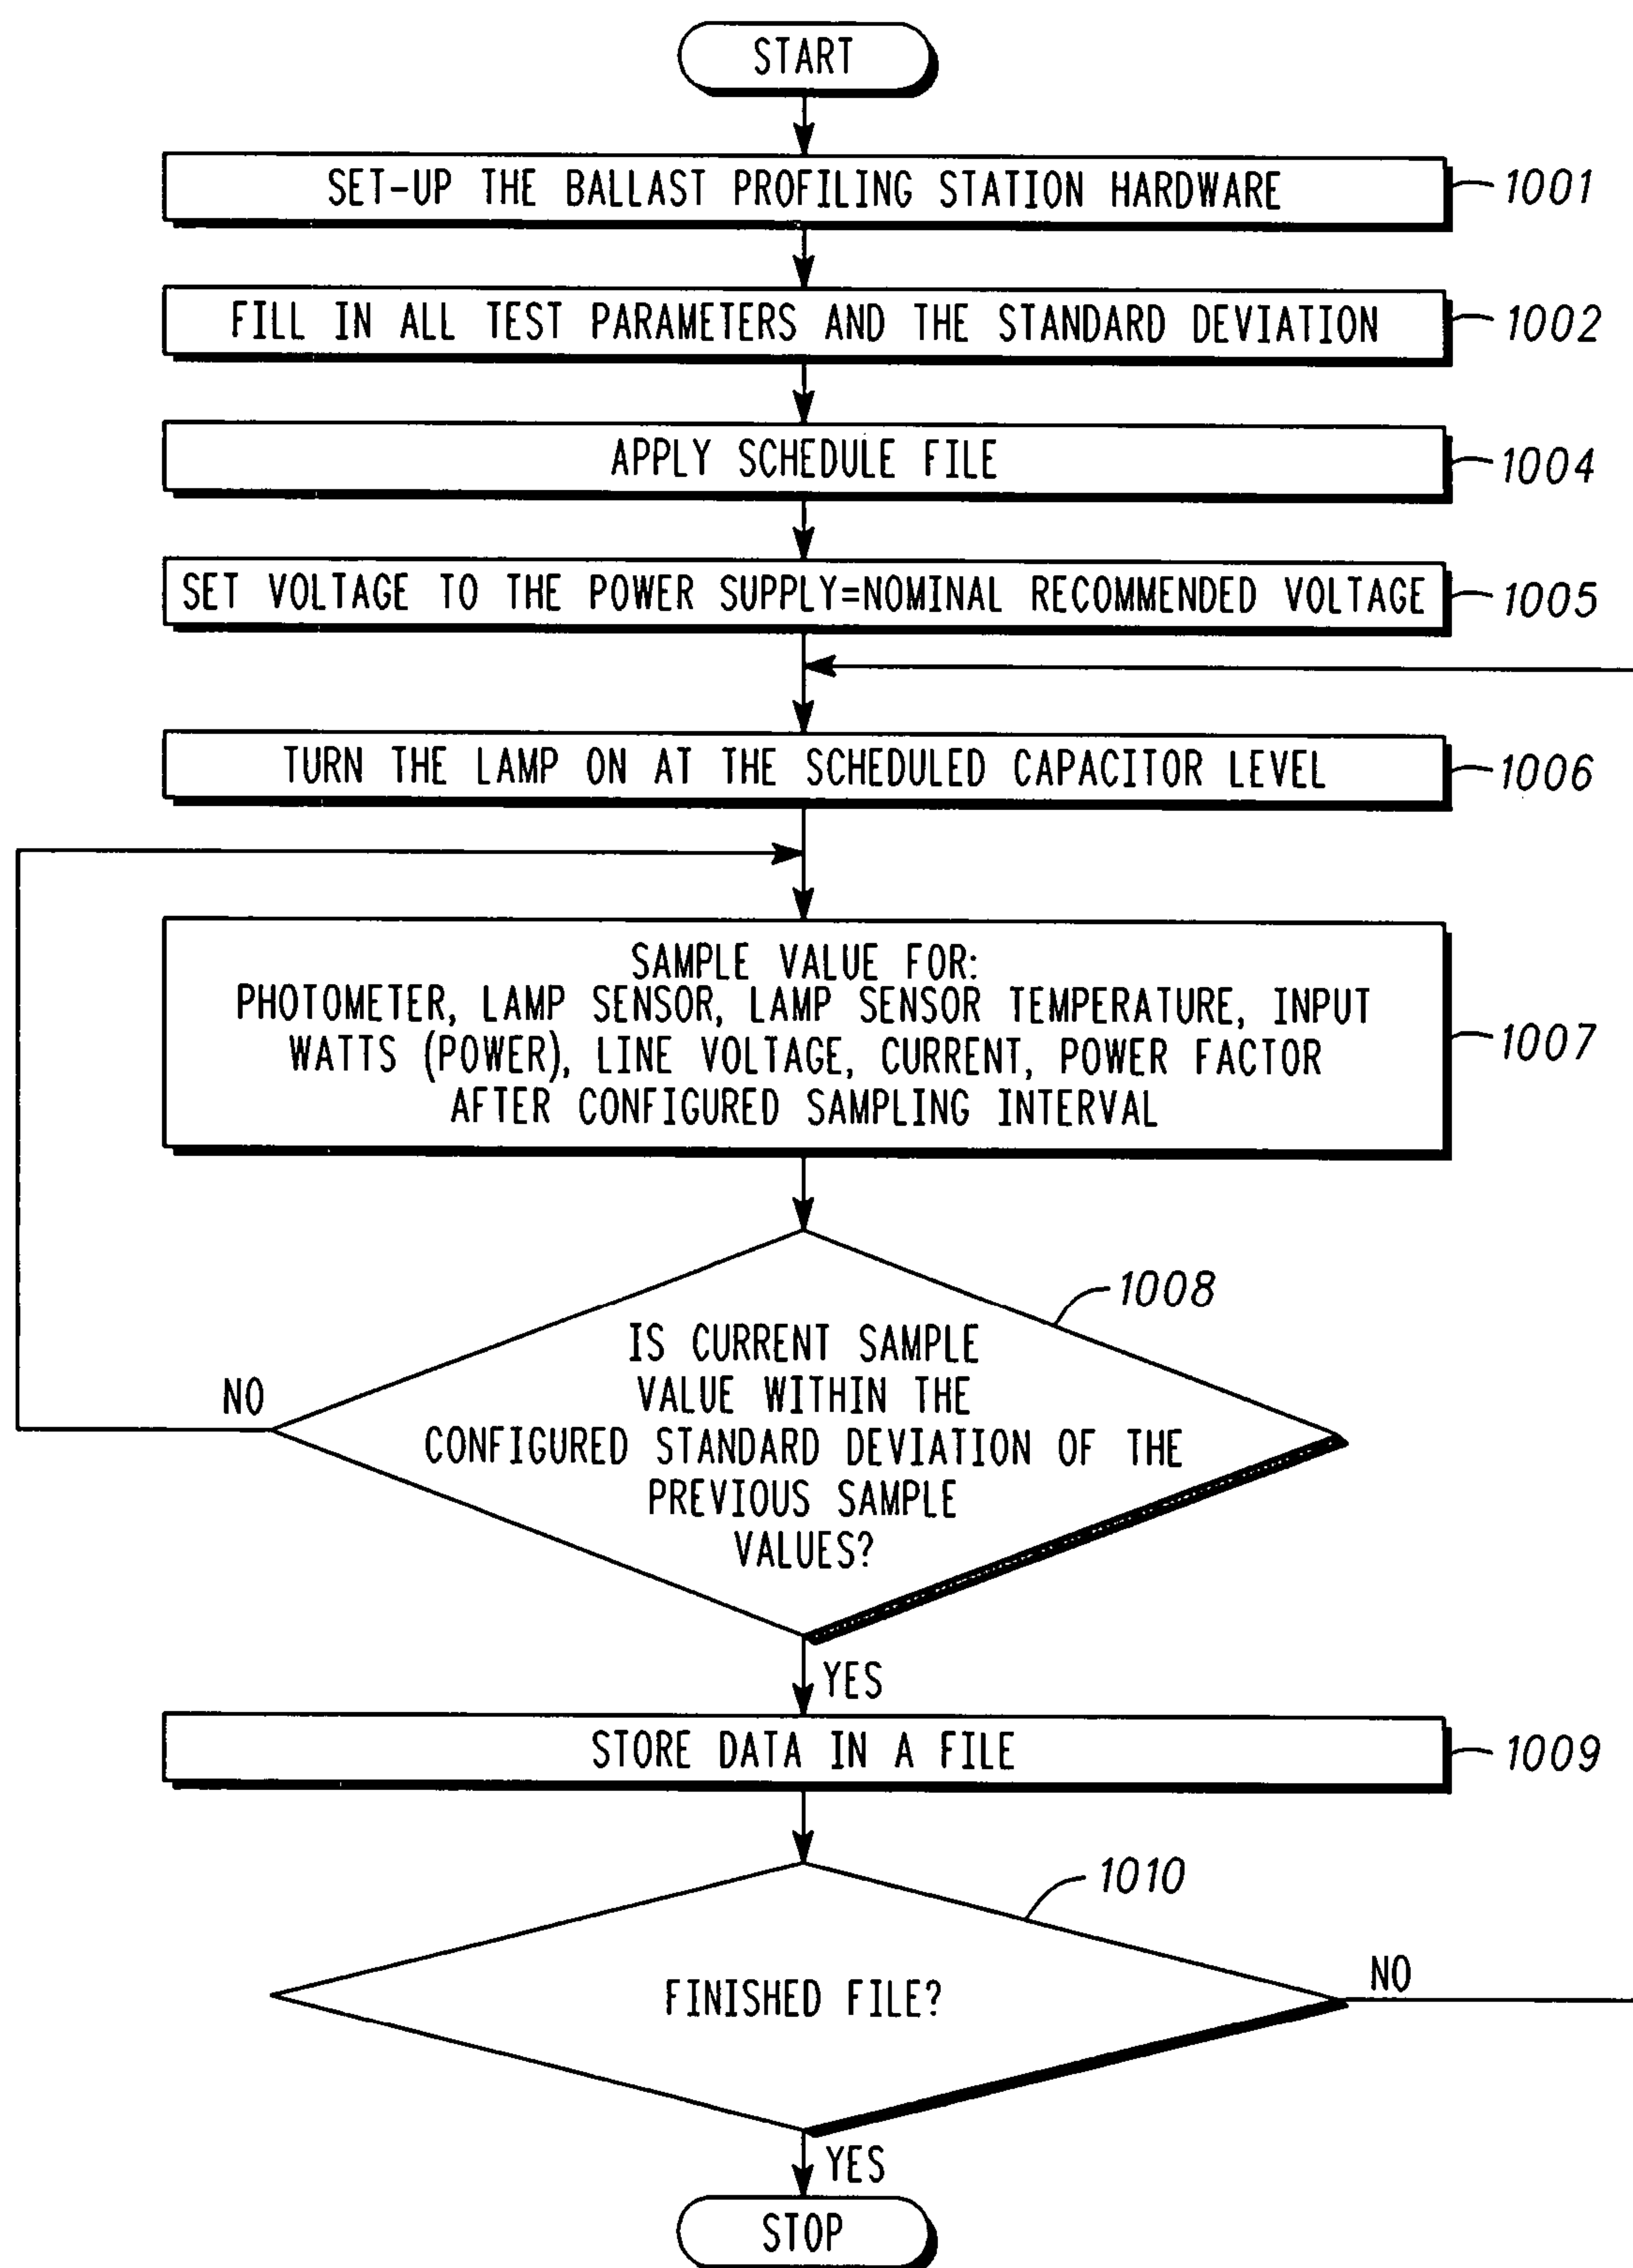 START
SET-UP THE BALLAST PROFILING STATION HARDWARE
1001
FILL IN ALL TEST PARAMETERS AND THE STANDARD DEVIATION
1002
APPLY SCHEDULE FILE
1004
SET VOLTAGE TO THE POWER SUPPLY=NOMINAL RECOMMENDED VOLTAGE
1005
TURN THE LAMP ON AT THE SCHEDULED CAPACITOR LEVEL
1006
SAMPLE VALUE FOR:
PHOTOMETER, LAMP SENSOR, LAMP SENSOR TEMPERATURE, INPUT
WATTS (POWER), LINE VOLTAGE, CURRENT, POWER FACTOR
AFTER CONFIGURED SAMPLING INTERVAL
1007
1008
IS CURRENT SAMPLE
VALUE WITHIN THE
CONFIGURED STANDARD DEVIATION OF THE
PREVIOUS SAMPLE
VALUES?
NO
YES
STORE DATA IN A FILE
1009
1010
FINISHED FILE?
NO
YES
STOP